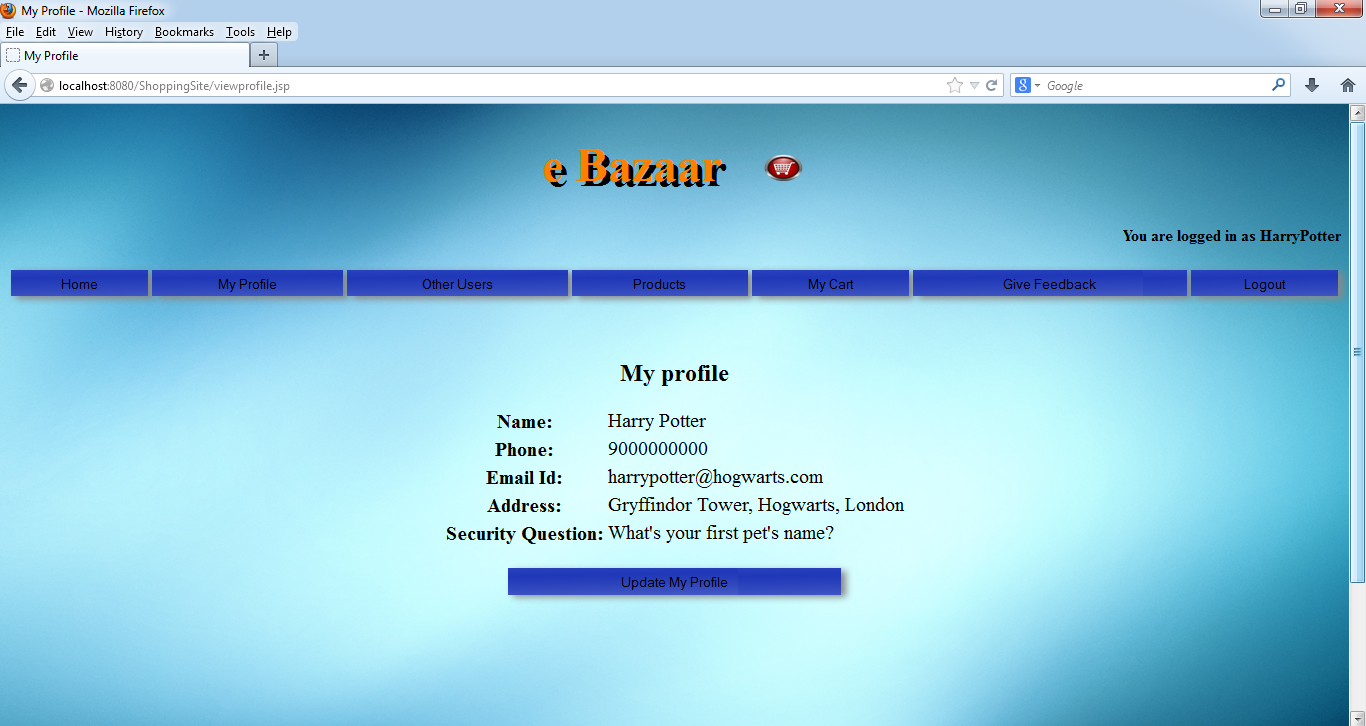 My Profile - Mozilla Firefox
File Edit View History Bookmarks Tools Help
My Profile +
localhost:8080/ShoppingSite/viewprofile.jsp
8 Google
e Bazaar
You are logged in as HarryPotter
Home My Profile Other Users Products My Cart Give Feedback Logout
My profile
Name: Harry Potter
Phone: 9000000000
Email Id: harrypotter@hogwarts.com
Address: Gryffindor Tower, Hogwarts, London
Security Question: What's your first pet's name?
Update My Profile